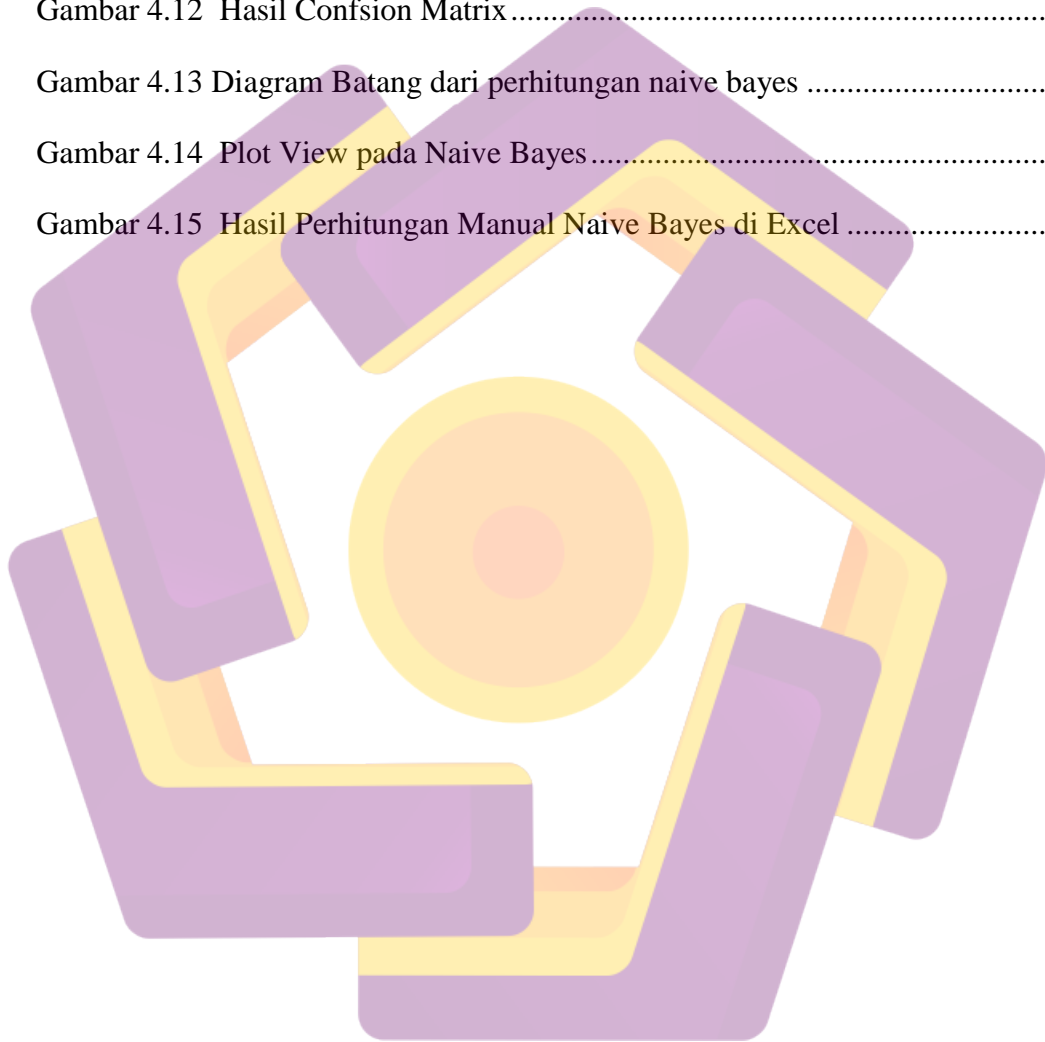 Gambar 4.12  Hasil Confsion Matrix..................................................................
Gambar 4.13 Diagram Batang dari perhitungan naive bayes ..............................
Gambar 4.14  Plot View pada Naive Bayes.........................................................
Gambar 4.15  Hasil Perhitungan Manual Naive Bayes di Excel .........................